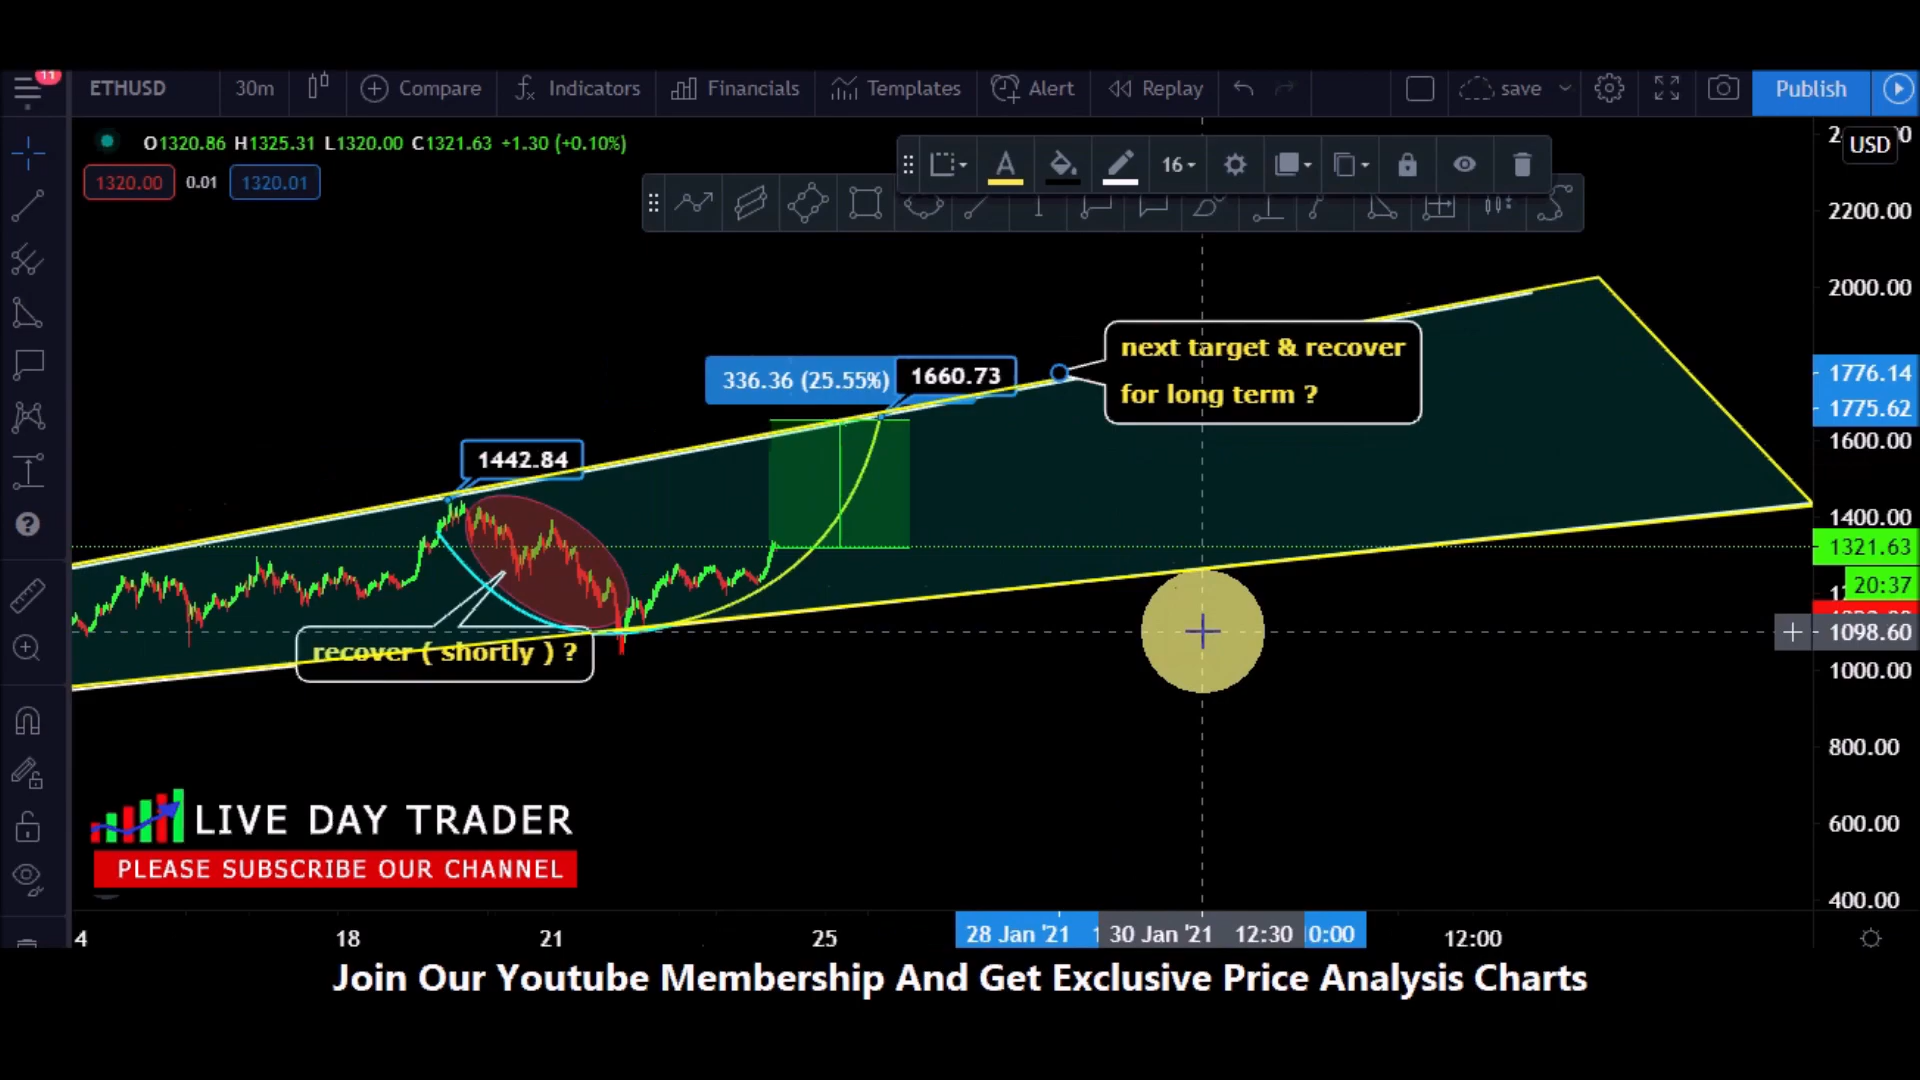 11
ETHUSD
30m
Compare
Indicators
Financials
Templates
Alert
Replay
save
Publish
O1320.86 H1325.31 L1320.00 C1321.63 +1.30 (+0.10%)
1320.00
0.01
1320.01
16
USD
2200.00
2000.00
next target & recover
for long term ?
336.36 (25.55%)
1660.73
1776.14
1775.62
1442.84
1600.00
1400.00
1321.63
20:37
recover ( shortly ) ?
1098.60
1000.00
800.00
600.00
400.00
LIVE DAY TRADER
PLEASE SUBSCRIBE OUR CHANNEL
4
18
21
25
28 Jan '21
30 Jan '21 12:30
0:00
12:00
Join Our Youtube Membership And Get Exclusive Price Analysis Charts